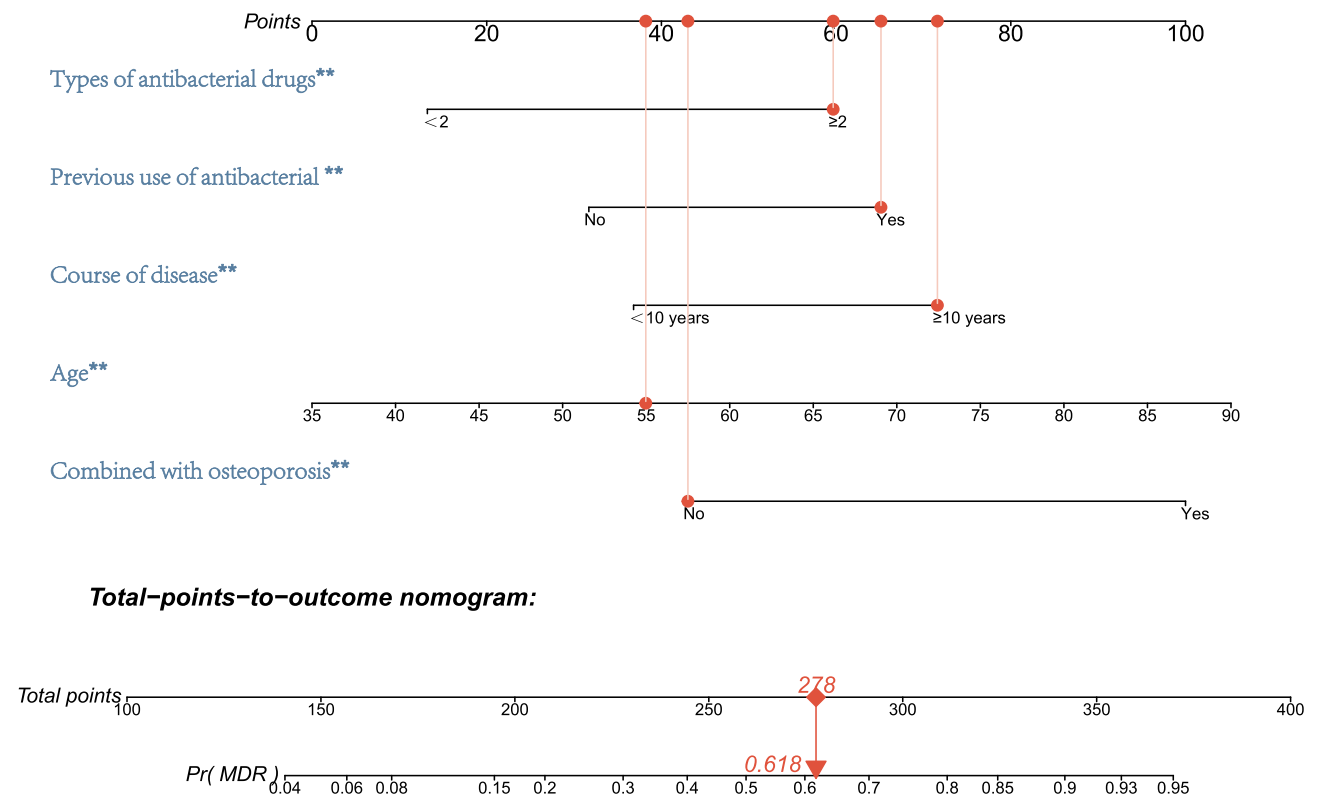 Points
0 20 40 60 80 100
Types of antibacterial drugs**
<2 ≥2
Previous use of antibacterial **
No Yes
Course of disease**
<10 years ≥10 years
Age**
35 40 45 50 55 60 65 70 75 80 85 90
Combined with osteoporosis**
No Yes
Total−points−to−outcome nomogram:
278
Total points
100 150 200 250 300 350 400
0.618
Pr( MDR )
0.04 0.06 0.08 0.15 0.2 0.3 0.4 0.5 0.6 0.7 0.8 0.85 0.9 0.93 0.95